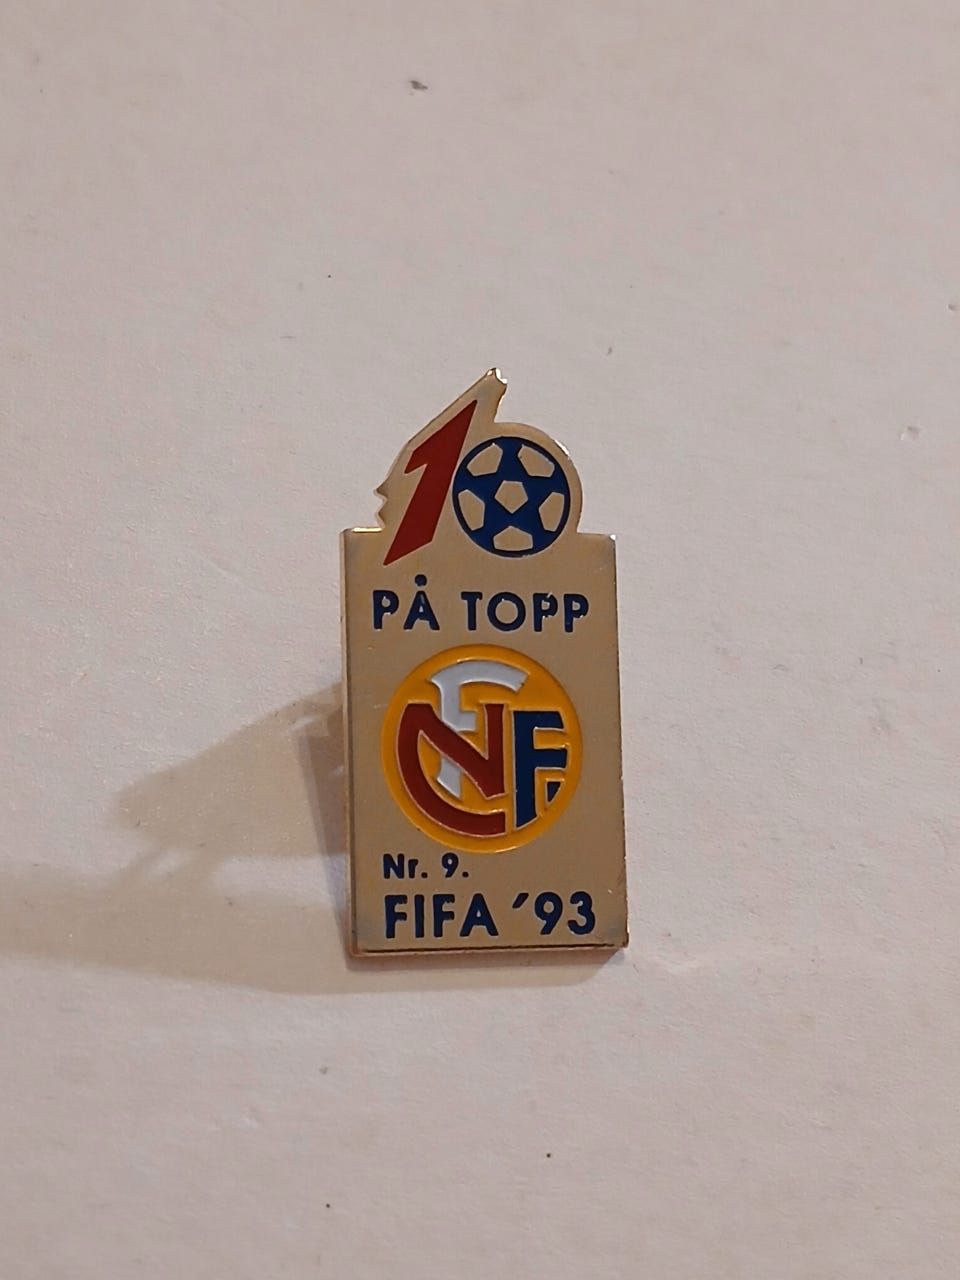 10
PÅ TOPP
NFF
Nr. 9.
FIFA '93